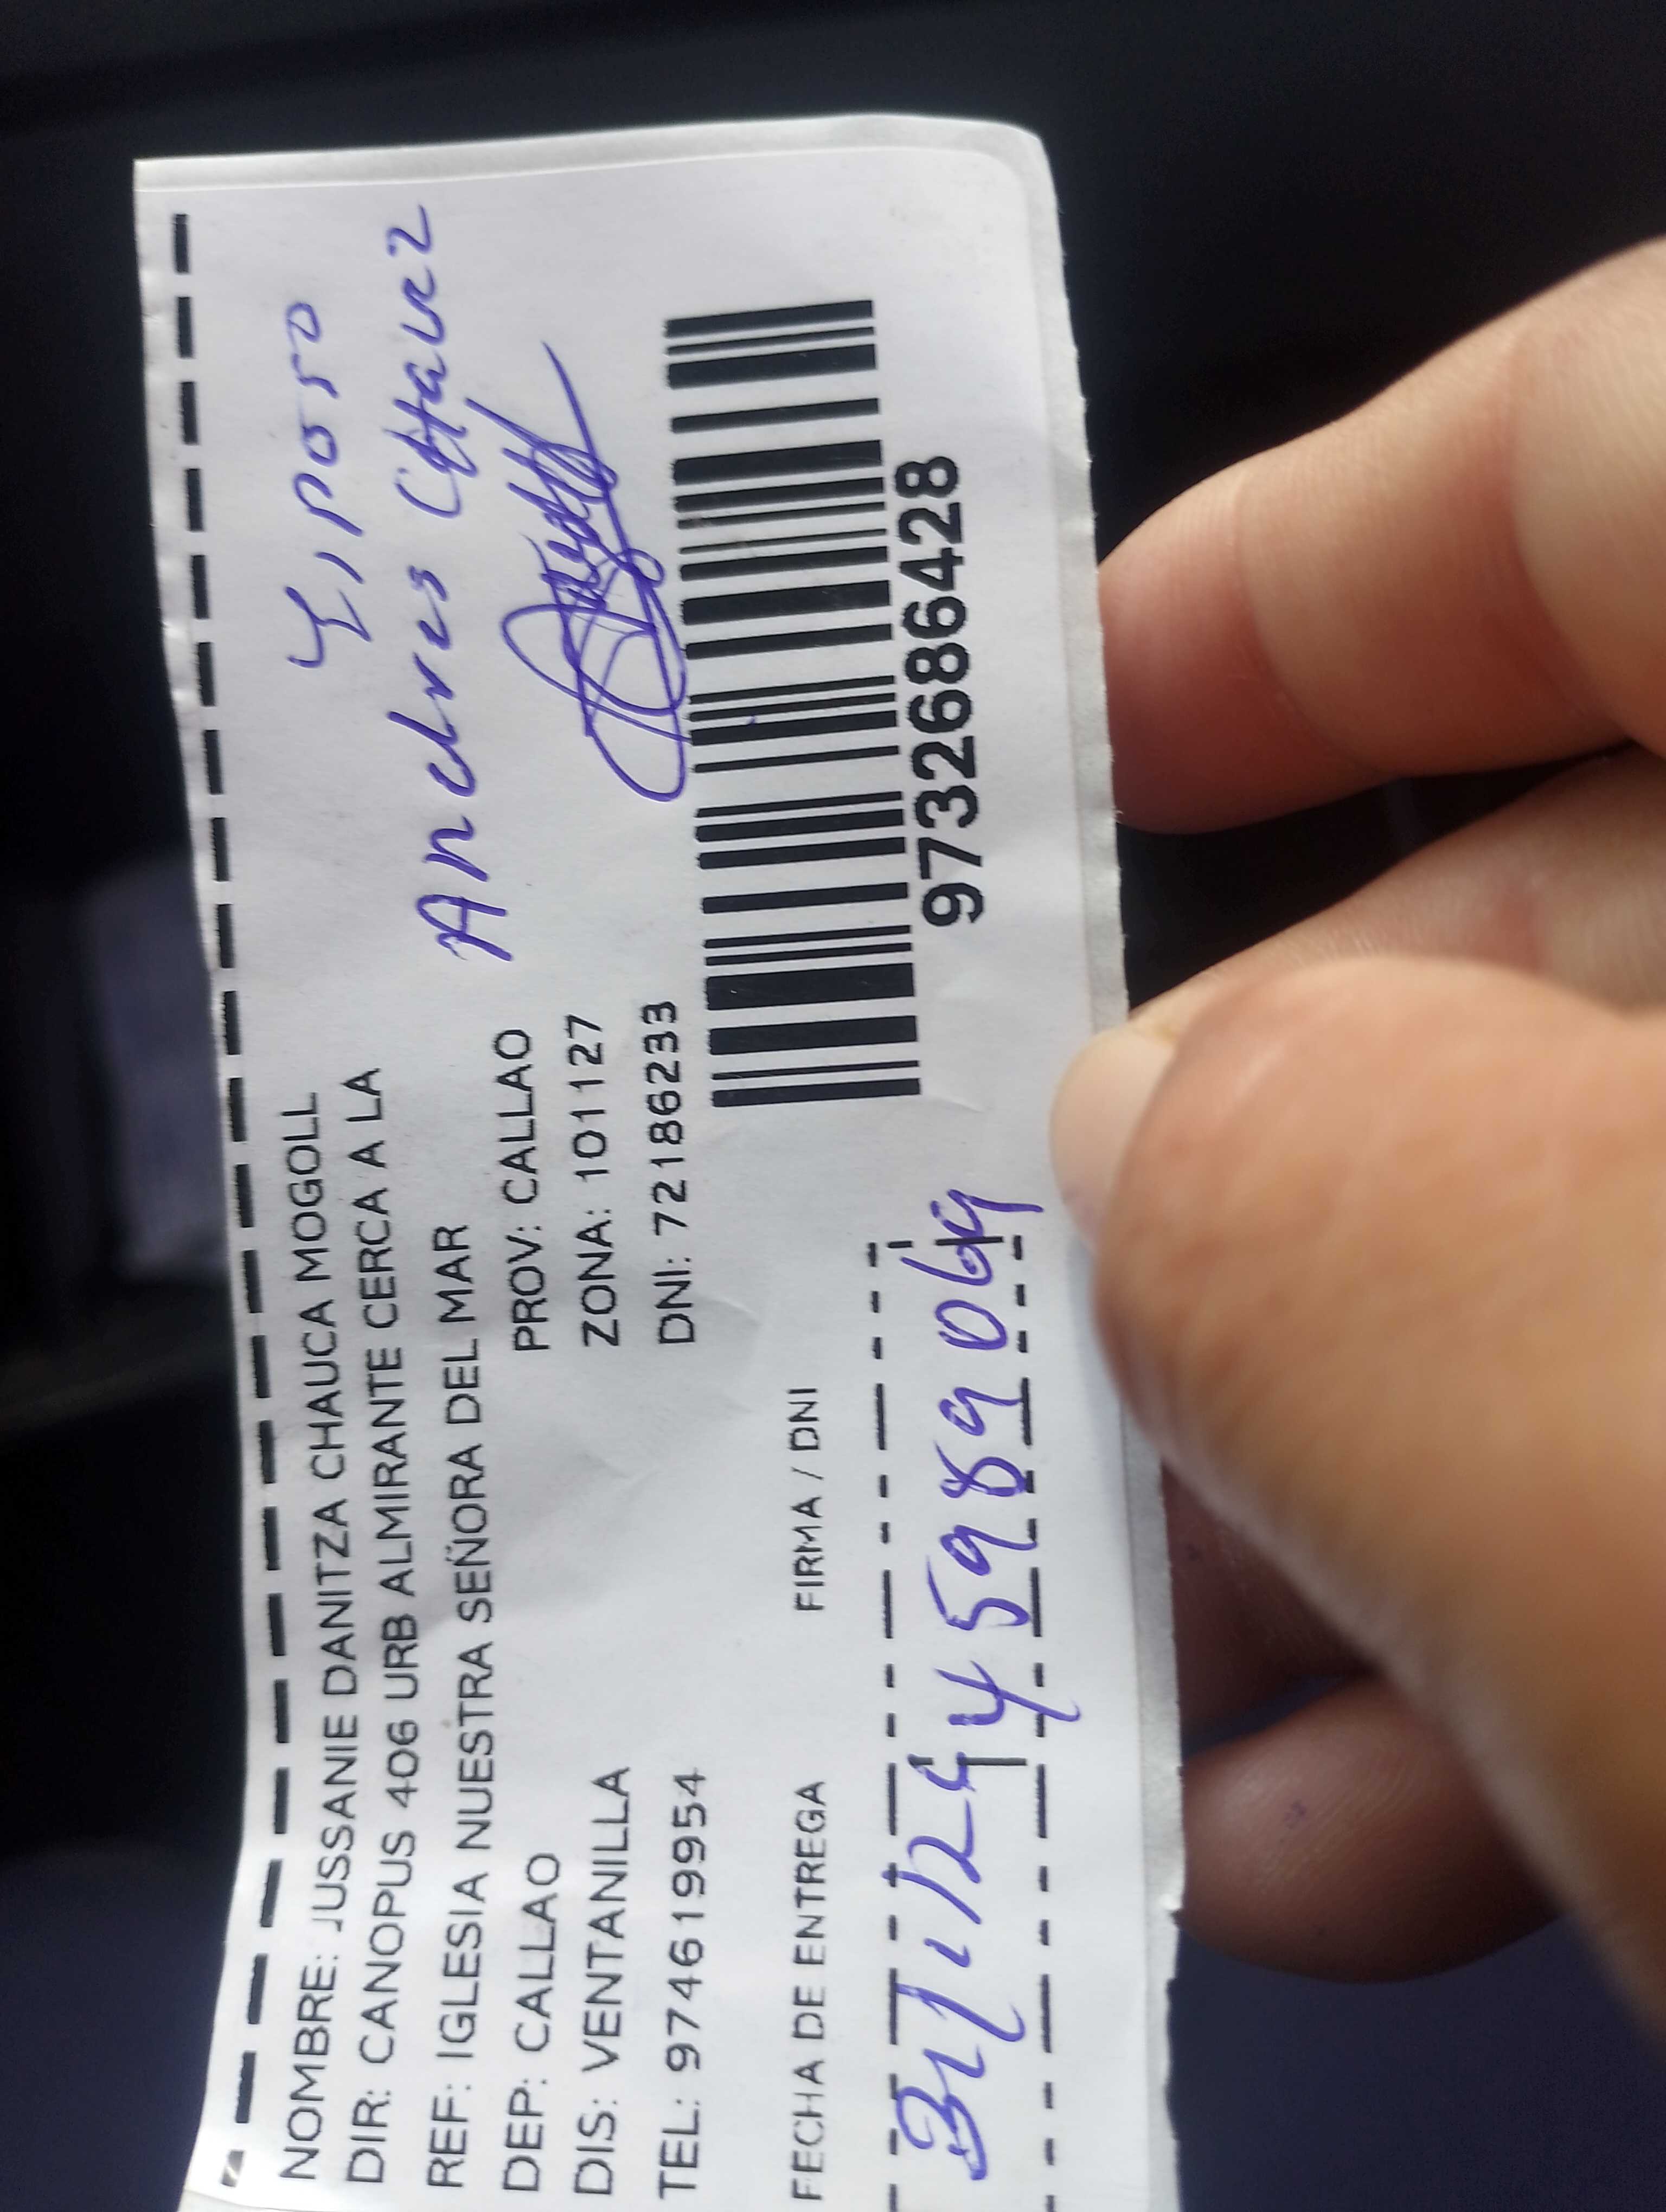 NOMBRE: JUSSANIE DANITZA CHAUCA MOGOLL
DIR: CANOPUS 406 URB ALMIRANTE CERCA A LA
REF: IGLESIA NUESTRA SEÑORA DEL MAR
DEP: CALLAO PROV: CALLAO
DIS: VENTANILLA ZONA: 101127
TEL: 974619954 DNI: 72186233
Esposo
Andres Chavez
9732686428
FECHA DE ENTREGA FIRMA / DNI
45989069